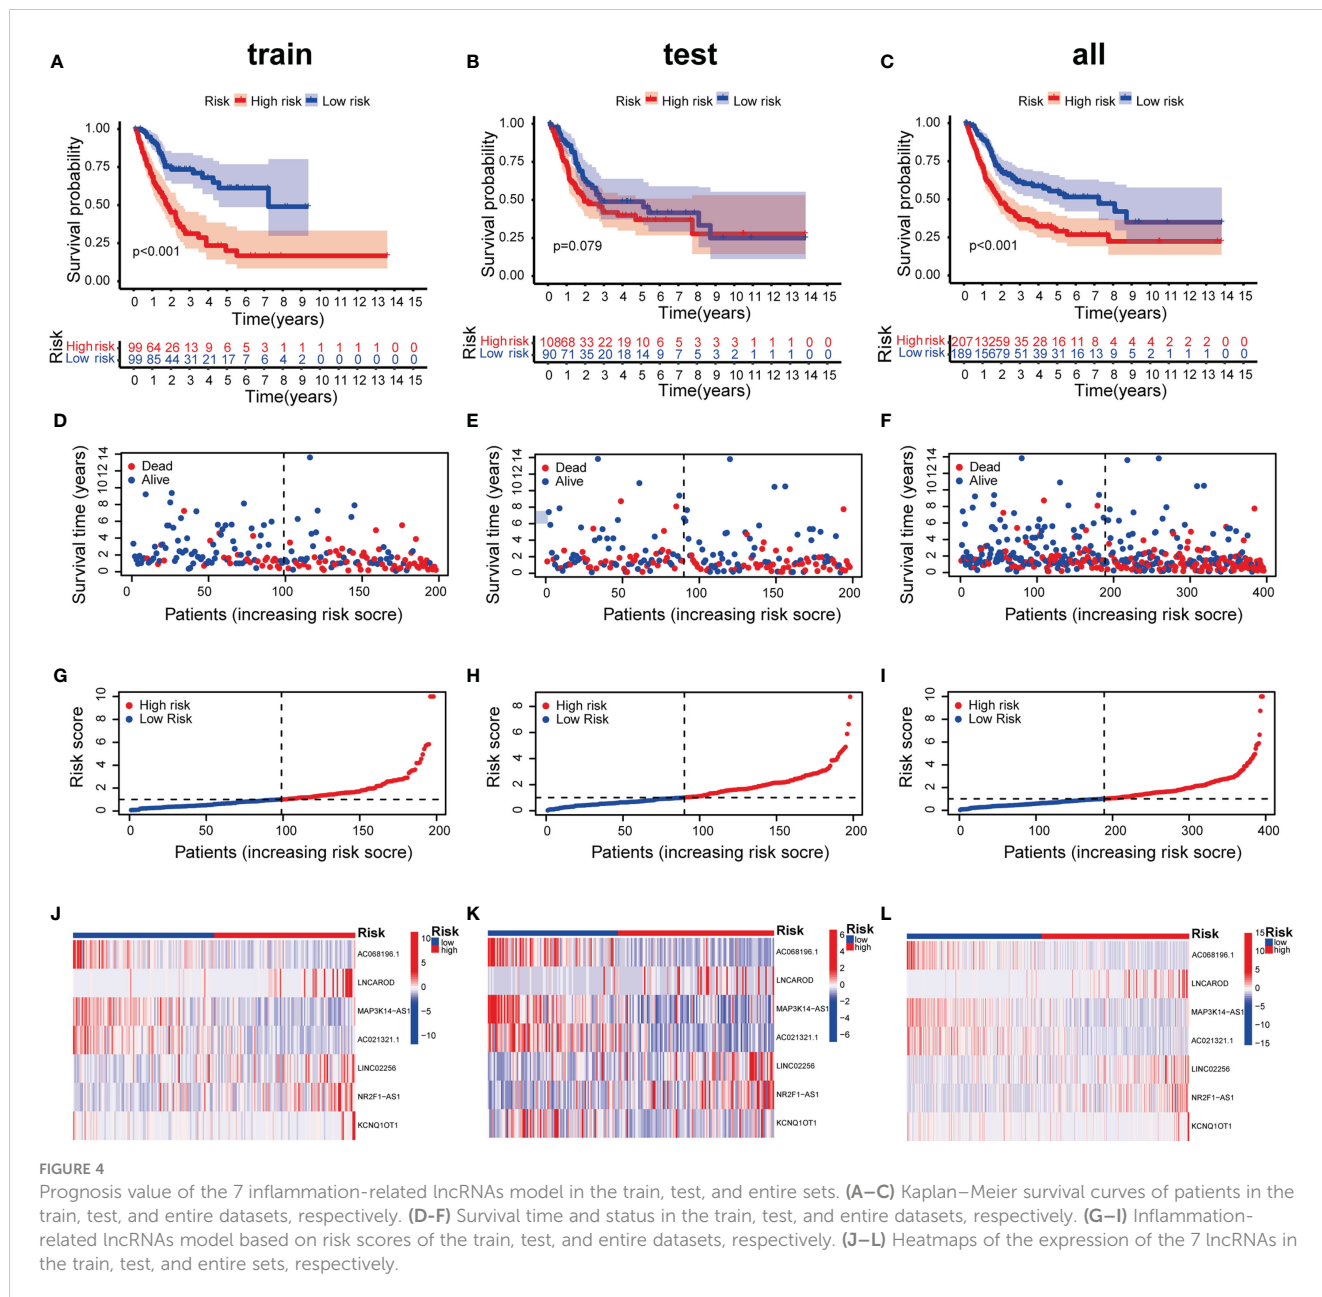 train
test
all
A
B
C
Risk High risk Low risk
Risk High risk Low risk
Risk High risk Low risk
Survival probability
1.00
0.75
0.50
0.25
0.00
p<0.001
0 1 2 3 4 5 6 7 8 9 10 11 12 13 14 15
Time(years)
Survival probability
1.00
0.75
0.50
0.25
0.00
p=0.079
0 1 2 3 4 5 6 7 8 9 10 11 12 13 14 15
Time(years)
Survival probability
1.00
0.75
0.50
0.25
0.00
p<0.001
0 1 2 3 4 5 6 7 8 9 10 11 12 13 14 15
Time(years)
Risk
High risk 99 64 26 13 9 6 5 3 1 1 1 1 1 1 0 0
Low risk 99 85 44 31 21 17 7 6 4 2 0 0 0 0 0 0
0 1 2 3 4 5 6 7 8 9 10 11 12 13 14 15
Time(years)
Risk
High risk 108 68 33 22 19 10 6 5 3 3 3 1 1 1 0 0
Low risk 90 71 35 20 18 14 9 7 5 3 2 1 1 1 0 0
0 1 2 3 4 5 6 7 8 9 10 11 12 13 14 15
Time(years)
Risk
High risk 207 132 59 35 28 16 11 8 4 4 4 2 2 2 0 0
Low risk 189 156 79 51 39 31 16 13 9 5 2 1 1 1 0 0
0 1 2 3 4 5 6 7 8 9 10 11 12 13 14 15
Time(years)
D
E
F
Survival time (years)
14
12
10
8
6
4
2
0
Dead
Alive
0 50 100 150 200
Patients (increasing risk socre)
Survival time (years)
14
12
10
8
6
4
2
0
Dead
Alive
0 50 100 150 200
Patients (increasing risk socre)
Survival time (years)
14
12
10
8
6
4
2
0
Dead
Alive
0 50 100 150 200 250 300 350 400
Patients (increasing risk socre)
G
H
I
Risk score
10
8
6
4
2
0
High risk
Low Risk
0 50 100 150 200
Patients (increasing risk socre)
Risk score
8
6
4
2
0
High risk
Low Risk
0 50 100 150 200
Patients (increasing risk socre)
Risk score
10
8
6
4
2
0
High risk
Low Risk
0 100 200 300 400
Patients (increasing risk socre)
J
K
L
Risk
AC068196.1
LNCAROD
MAP3K14−AS1
AC021321.1
LINC02256
NR2F1−AS1
KCNQ1OT1
10
5
0
−5
−10
Risk
low
high
Risk
AC068196.1
LNCAROD
MAP3K14−AS1
AC021321.1
LINC02256
NR2F1−AS1
KCNQ1OT1
6
4
2
0
−2
−4
−6
Risk
low
high
Risk
AC068196.1
LNCAROD
MAP3K14−AS1
AC021321.1
LINC02256
NR2F1−AS1
KCNQ1OT1
15
10
5
0
−5
−10
−15
Risk
low
high
FIGURE 4
Prognosis value of the 7 inflammation-related lncRNAs model in the train, test, and entire sets. (A–C) Kaplan–Meier survival curves of patients in the
train, test, and entire datasets, respectively. (D-F) Survival time and status in the train, test, and entire datasets, respectively. (G–I) Inflammation-
related lncRNAs model based on risk scores of the train, test, and entire datasets, respectively. (J–L) Heatmaps of the expression of the 7 lncRNAs in
the train, test, and entire sets, respectively.